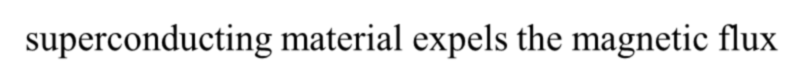 superconducting material expels the magnetic flux